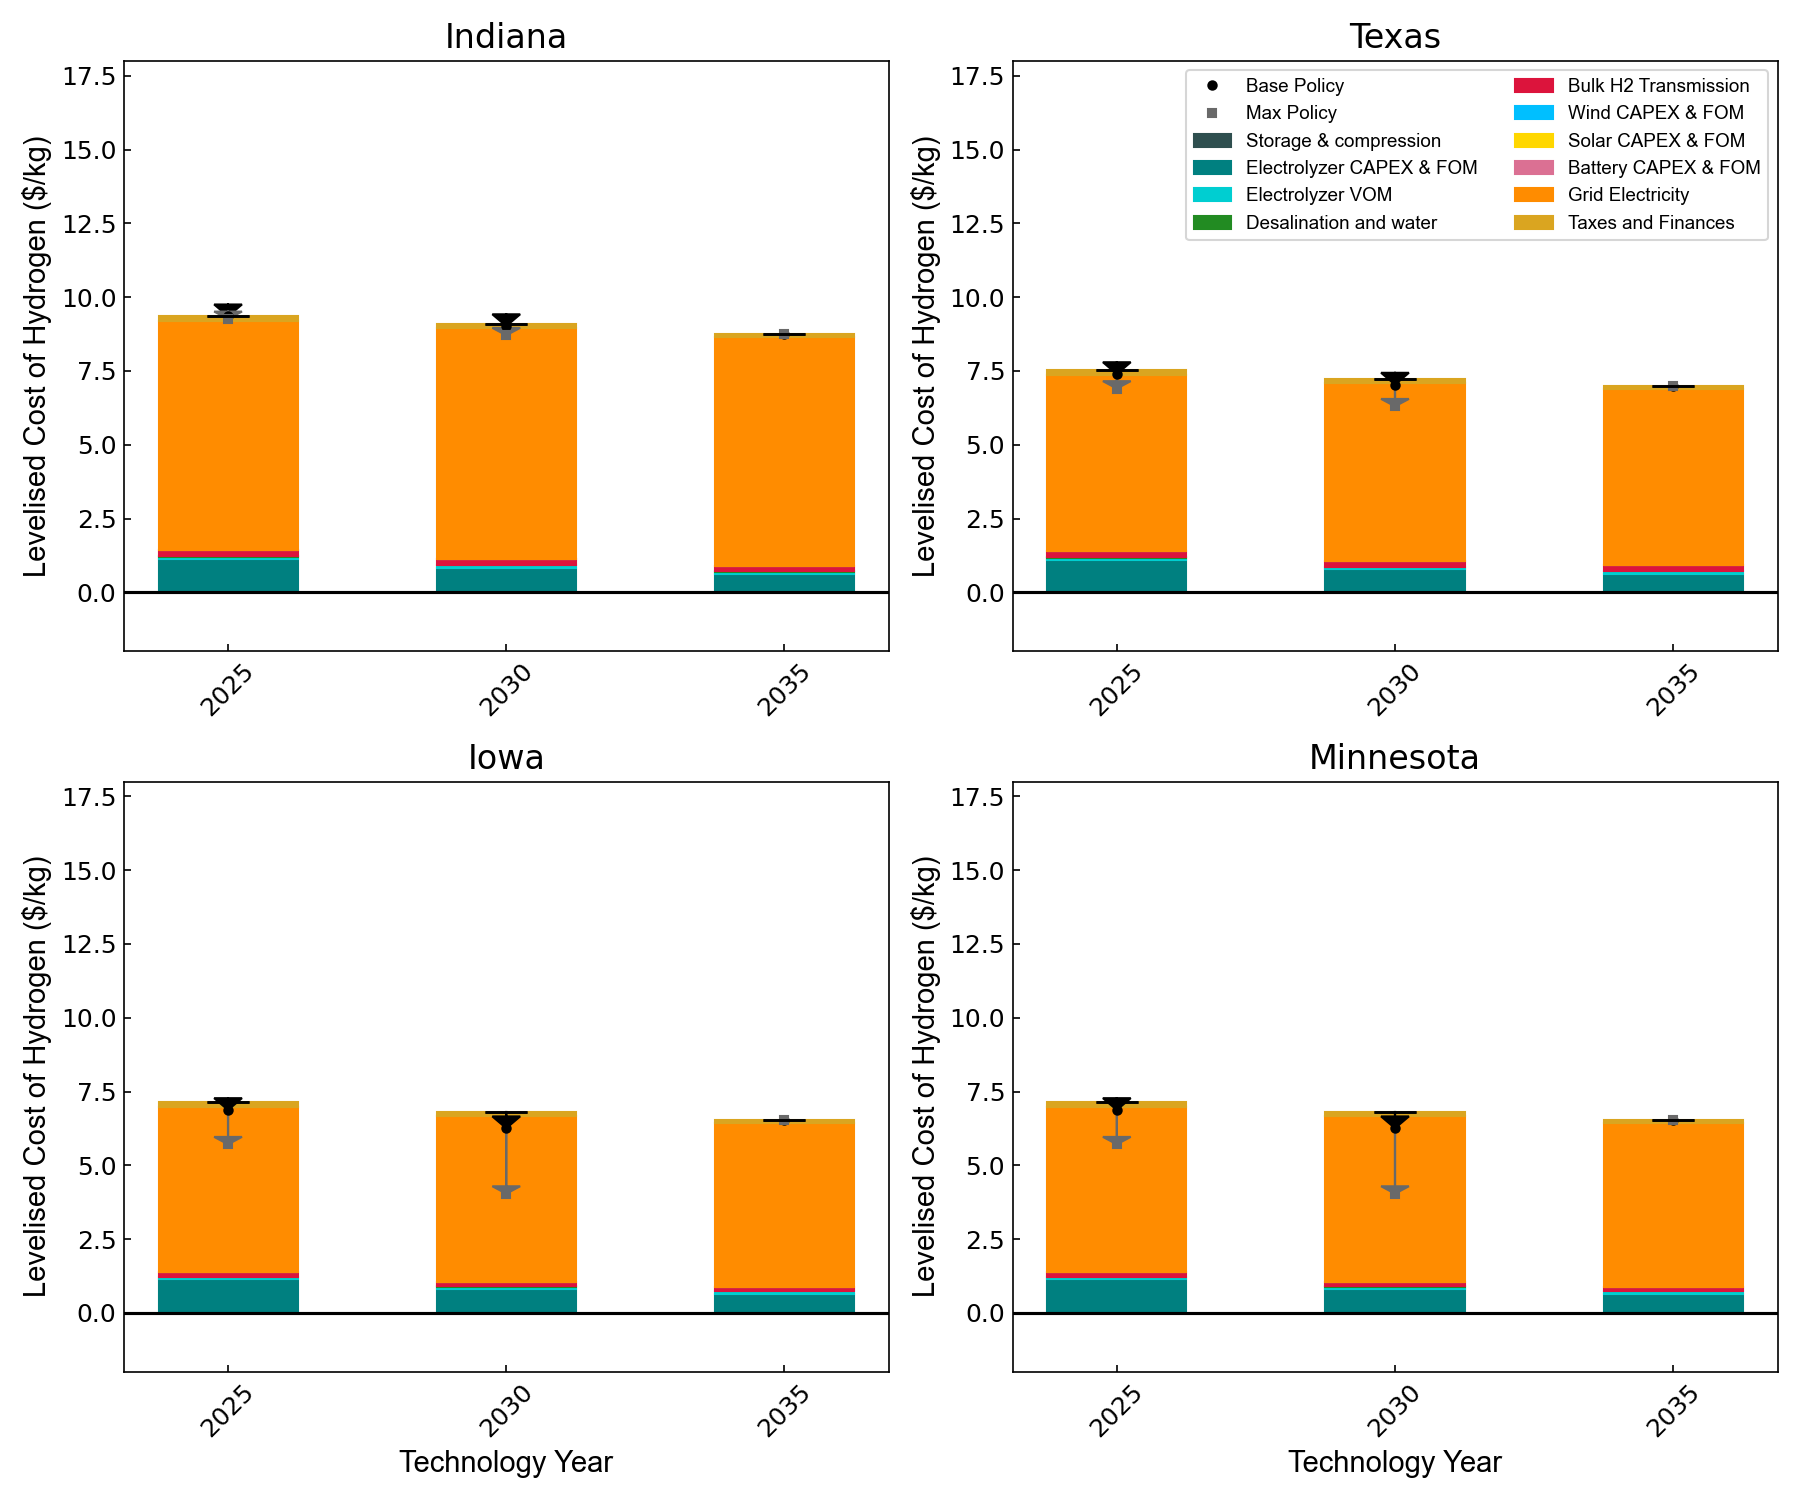 Indiana
Levelised Cost of Hydrogen ($/kg)
17.5
15.0
12.5
10.0
7.5
5.0
2.5
0.0
2025
2030
2035
Texas
Levelised Cost of Hydrogen ($/kg)
17.5
15.0
12.5
10.0
7.5
5.0
2.5
0.0
Base Policy
Max Policy
Storage & compression
Electrolyzer CAPEX & FOM
Electrolyzer VOM
Desalination and water
Bulk H2 Transmission
Wind CAPEX & FOM
Solar CAPEX & FOM
Battery CAPEX & FOM
Grid Electricity
Taxes and Finances
2025
2030
2035
Iowa
Levelised Cost of Hydrogen ($/kg)
17.5
15.0
12.5
10.0
7.5
5.0
2.5
0.0
2025
2030
2035
Technology Year
Minnesota
Levelised Cost of Hydrogen ($/kg)
17.5
15.0
12.5
10.0
7.5
5.0
2.5
0.0
2025
2030
2035
Technology Year